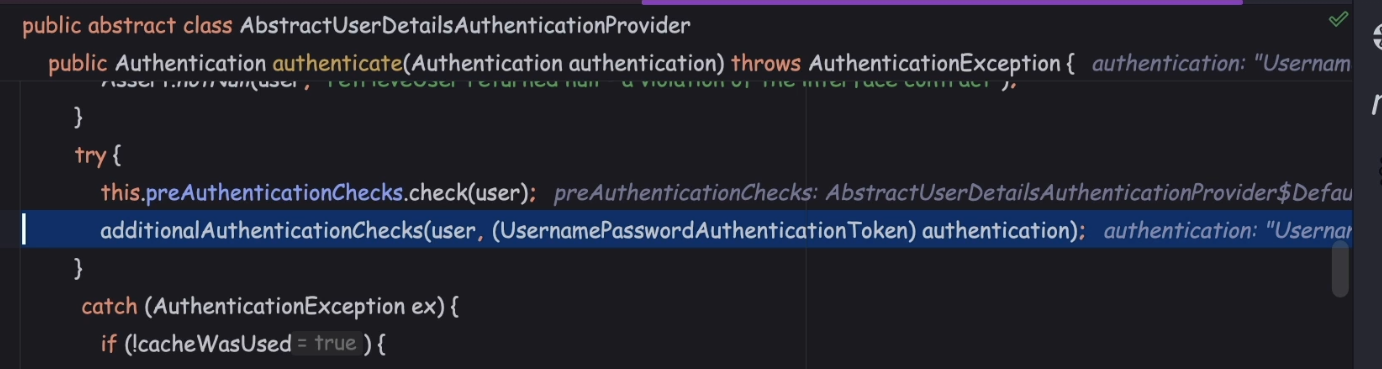 public abstract class AbstractUserDetailsAuthenticationProvider
public Authentication authenticate(Authentication authentication) throws AuthenticationException { authentication: "Usernam
Assert.notNull(user, "retrieveUser returned null - a violation of the interface contract");
}
try {
this.preAuthenticationChecks.check(user); preAuthenticationChecks: AbstractUserDetailsAuthenticationProvider$Defau
additionalAuthenticationChecks(user, (UsernamePasswordAuthenticationToken) authentication); authentication: "Usernar
}
catch (AuthenticationException ex) {
if (!cacheWasUsed = true ) {